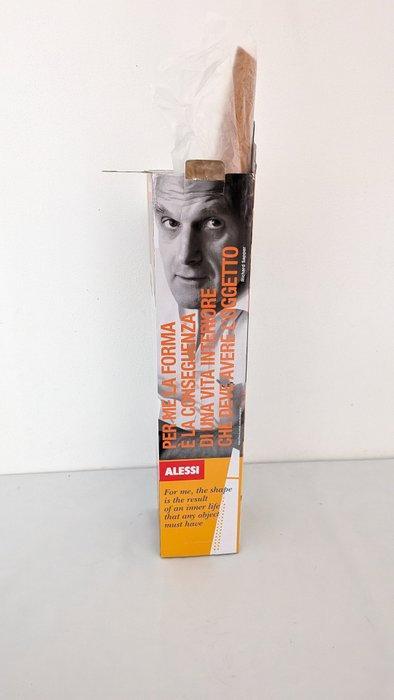 PER ME LA FORMA
È LA CONSEGUENZA
DI UNA VITA INTERIORE
CHE DEVE AVERE L'OGGETTO
Richard Sapper
ALESSI
For me, the shape
is the result
of an inner life
that any object
must have